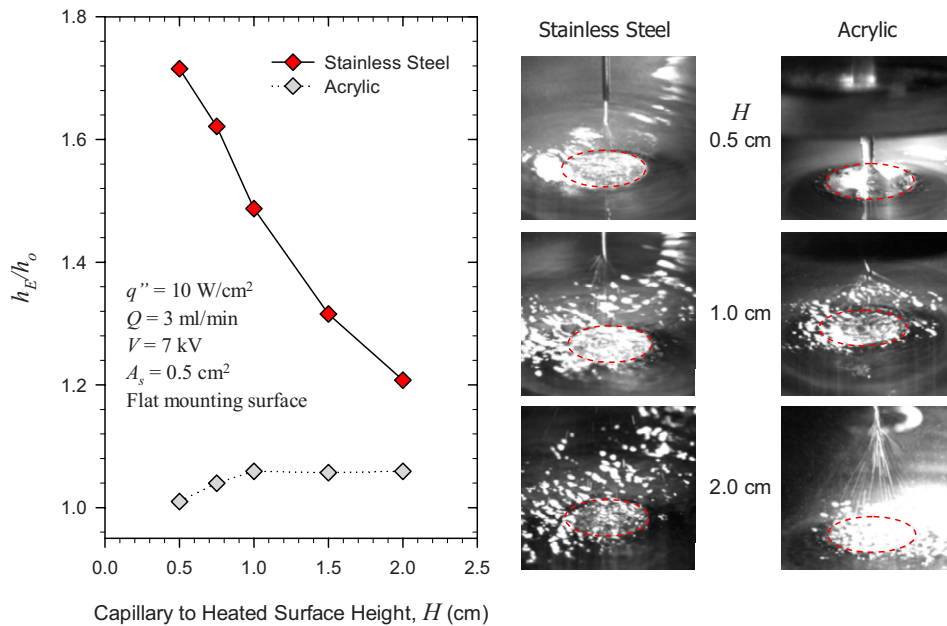 1.8
1.6
1.4
1.2
1.0
0.0 0.5 1.0 1.5 2.0 2.5
h_E/h_o
Capillary to Heated Surface Height, H (cm)
Stainless Steel
Acrylic
q” = 10 W/cm²
Q = 3 ml/min
V = 7 kV
A_s = 0.5 cm²
Flat mounting surface
Stainless Steel Acrylic
H
0.5 cm
1.0 cm
2.0 cm